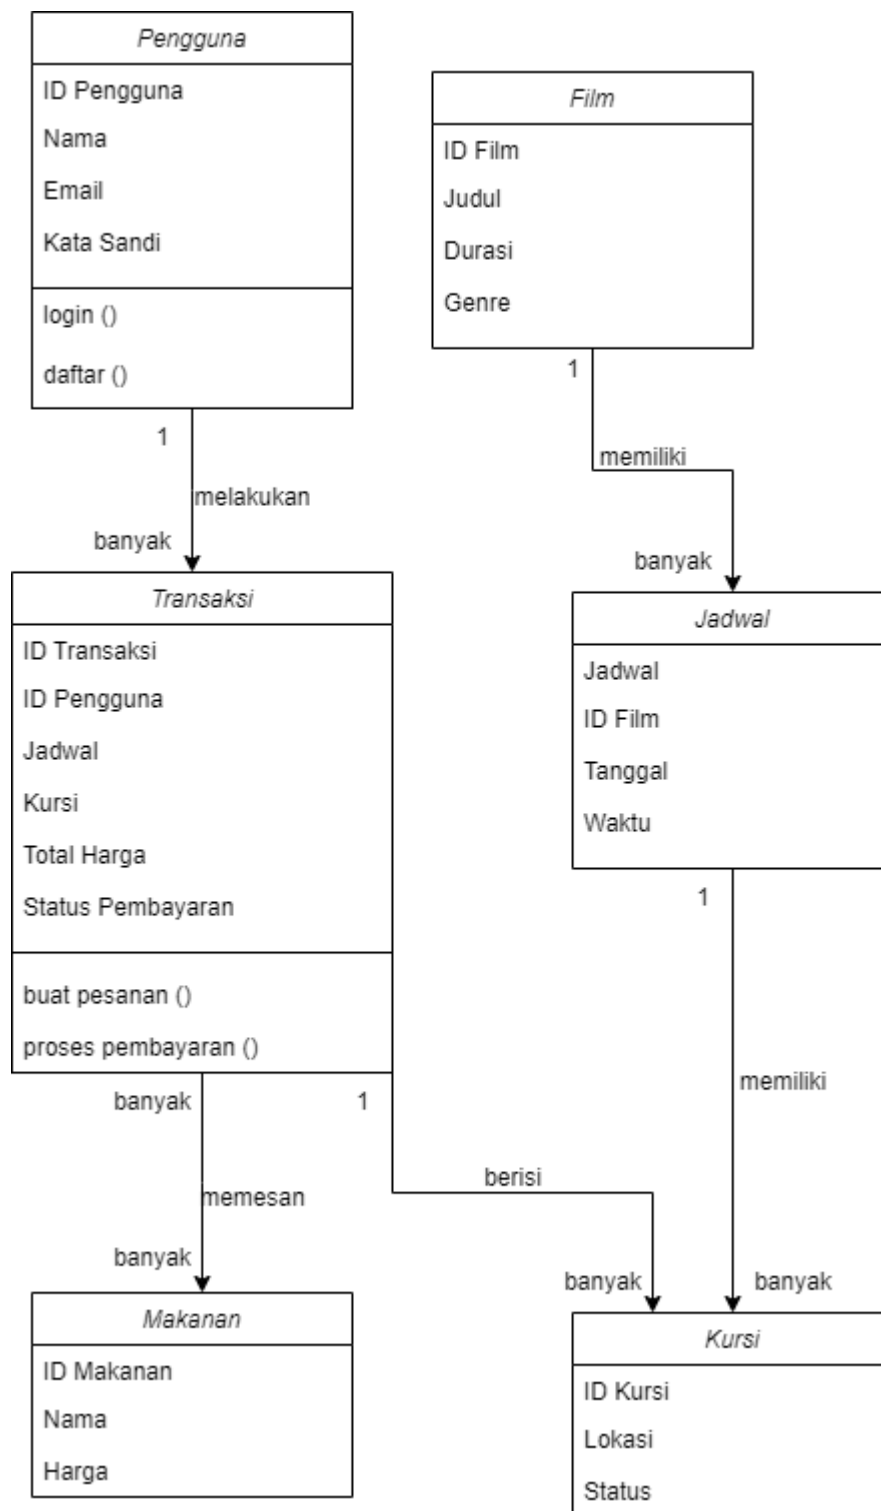 Pengguna
ID Pengguna
Nama
Email
Kata Sandi
login ()
daftar ()
Film
ID Film
Judul
Durasi
Genre
1
melakukan
banyak
1
memiliki
banyak
Transaksi
ID Transaksi
ID Pengguna
Jadwal
Kursi
Total Harga
Status Pembayaran
buat pesanan ()
proses pembayaran ()
Jadwal
Jadwal
ID Film
Tanggal
Waktu
banyak
memesan
banyak
1
berisi
banyak
1
memiliki
banyak
Makanan
ID Makanan
Nama
Harga
Kursi
ID Kursi
Lokasi
Status